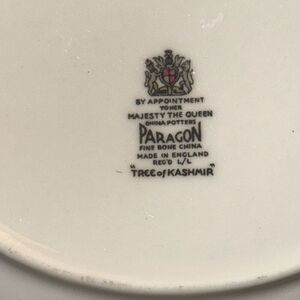 BY APPOINTMENT
TO HER
MAJESTY THE QUEEN
CHINA POTTERS
PARAGON
FINE BONE CHINA
MADE IN ENGLAND
REG'D L/L
"TREE of KASHMIR"